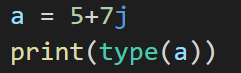 a = 5+7j
print(type(a))